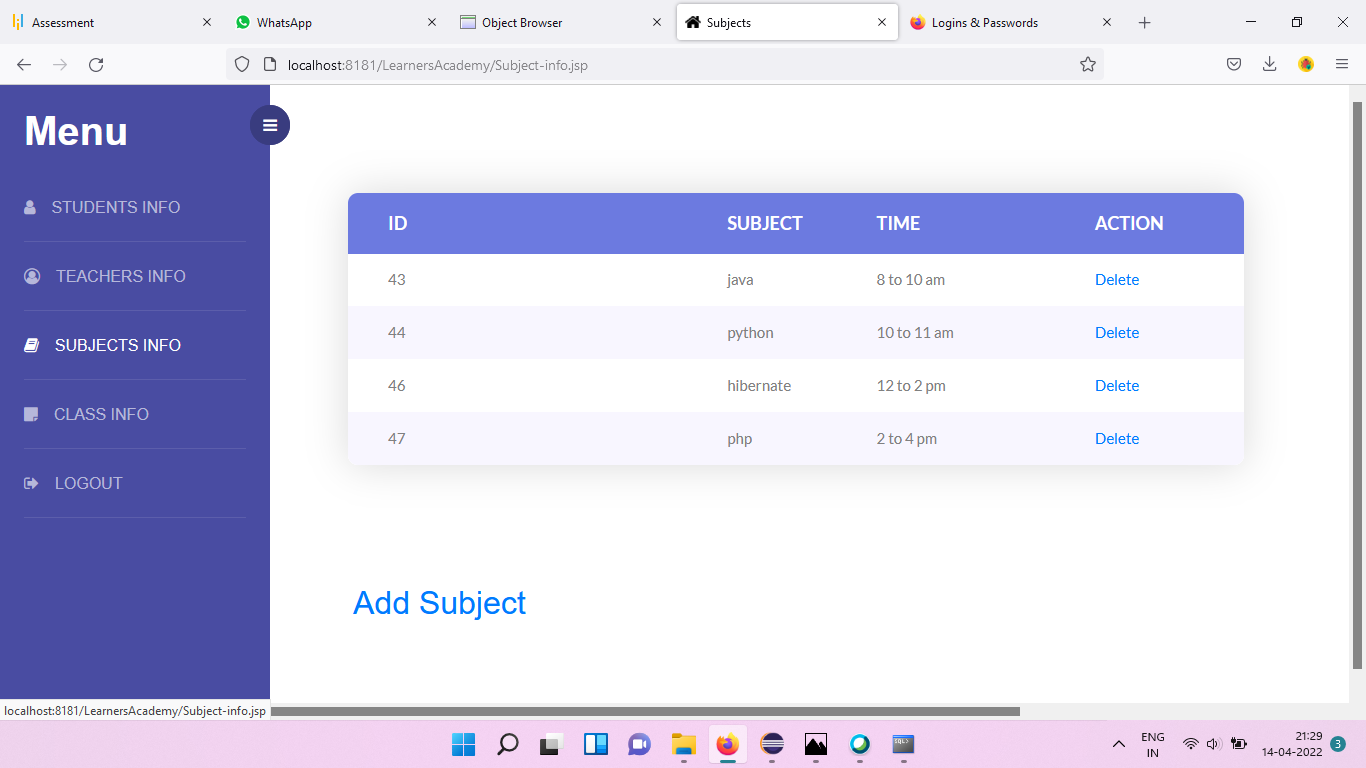 Assessment
WhatsApp
Object Browser
Subjects
Logins & Passwords
localhost:8181/LearnersAcademy/Subject-info.jsp
Menu
STUDENTS INFO
TEACHERS INFO
SUBJECTS INFO
CLASS INFO
LOGOUT
ID SUBJECT TIME ACTION
43 java 8 to 10 am Delete
44 python 10 to 11 am Delete
46 hibernate 12 to 2 pm Delete
47 php 2 to 4 pm Delete
Add Subject
localhost:8181/LearnersAcademy/Subject-info.jsp
ENG
IN
21:29
14-04-2022
3